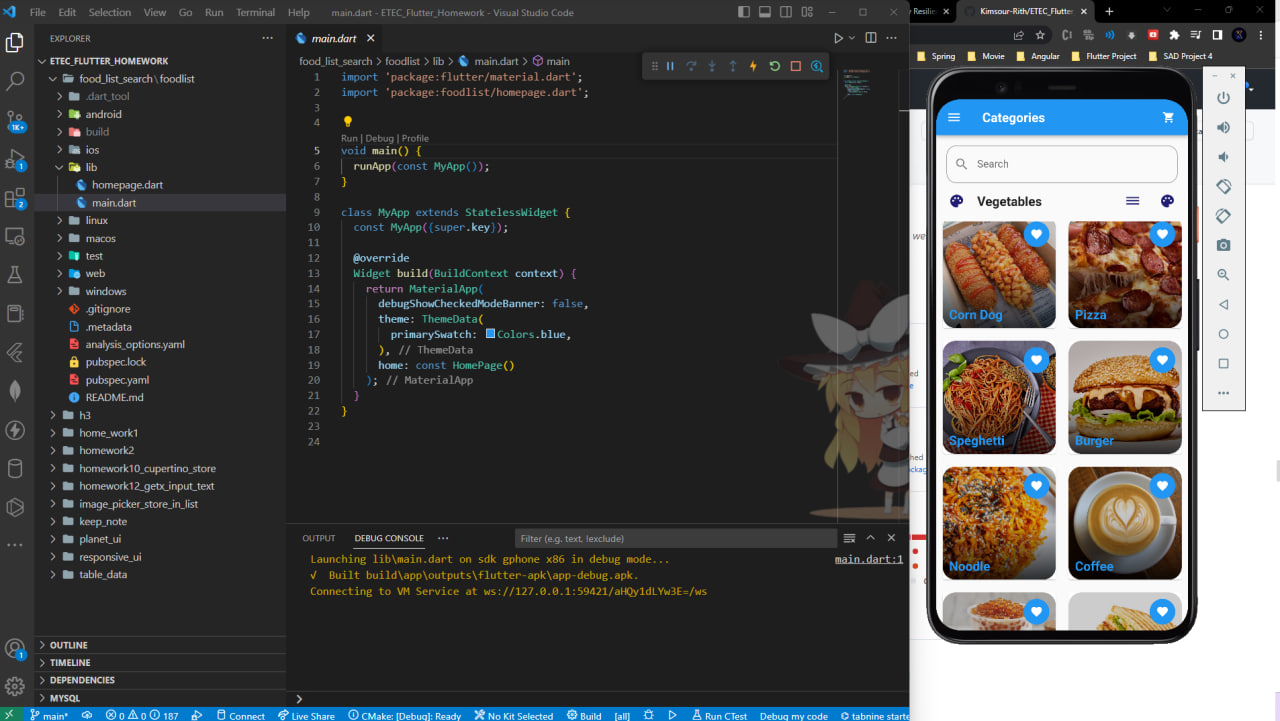 File Edit Selection View Go Run Terminal Help main.dart - ETEC_Flutter_Homework - Visual Studio Code
EXPLORER
ETEC_FLUTTER_HOMEWORK
food_list_search \ foodlist
.dart_tool
android
build
ios
lib
homepage.dart
main.dart
linux
macos
test
web
windows
.gitignore
.metadata
analysis_options.yaml
pubspec.lock
pubspec.yaml
README.md
h3
home_work1
homework2
homework10_cupertino_store
homework12_getx_input_text
image_picker_store_in_list
keep_note
planet_ui
responsive_ui
table_data
OUTLINE
TIMELINE
DEPENDENCIES
MYSQL
1K+
1
2
1
main.dart
food_list_search > foodlist > lib > main.dart > main
1 import 'package:flutter/material.dart';
2 import 'package:foodlist/homepage.dart';
3
4
Run | Debug | Profile
5 void main() {
6 runApp(const MyApp());
7 }
8
9 class MyApp extends StatelessWidget {
10 const MyApp({super.key});
11
12 @override
13 Widget build(BuildContext context) {
14 return MaterialApp(
15 debugShowCheckedModeBanner: false,
16 theme: ThemeData(
17 primarySwatch: Colors.blue,
18 ), // ThemeData
19 home: const HomePage()
20 ); // MaterialApp
21 }
22 }
23
24
OUTPUT DEBUG CONSOLE Filter (e.g. text, !exclude)
Launching lib\main.dart on sdk gphone x86 in debug mode... main.dart:1
√ Built build\app\outputs\flutter-apk\app-debug.apk.
Connecting to VM Service at ws://127.0.0.1:59421/aHQy1dLYw3E=/ws
main* 0 0 187 Connect Live Share CMake: [Debug]: Ready No Kit Selected Build [all] Run CTest Debug my code tabnine starte
y Resilie Kimsour-Rith/ETEC_Flutter
Spring Movie Angular Flutter Project SAD 4 Project
Categories
Search
Vegetables
Corn Dog
Pizza
Speghetti
Burger
Noodle
Coffee
we
hed